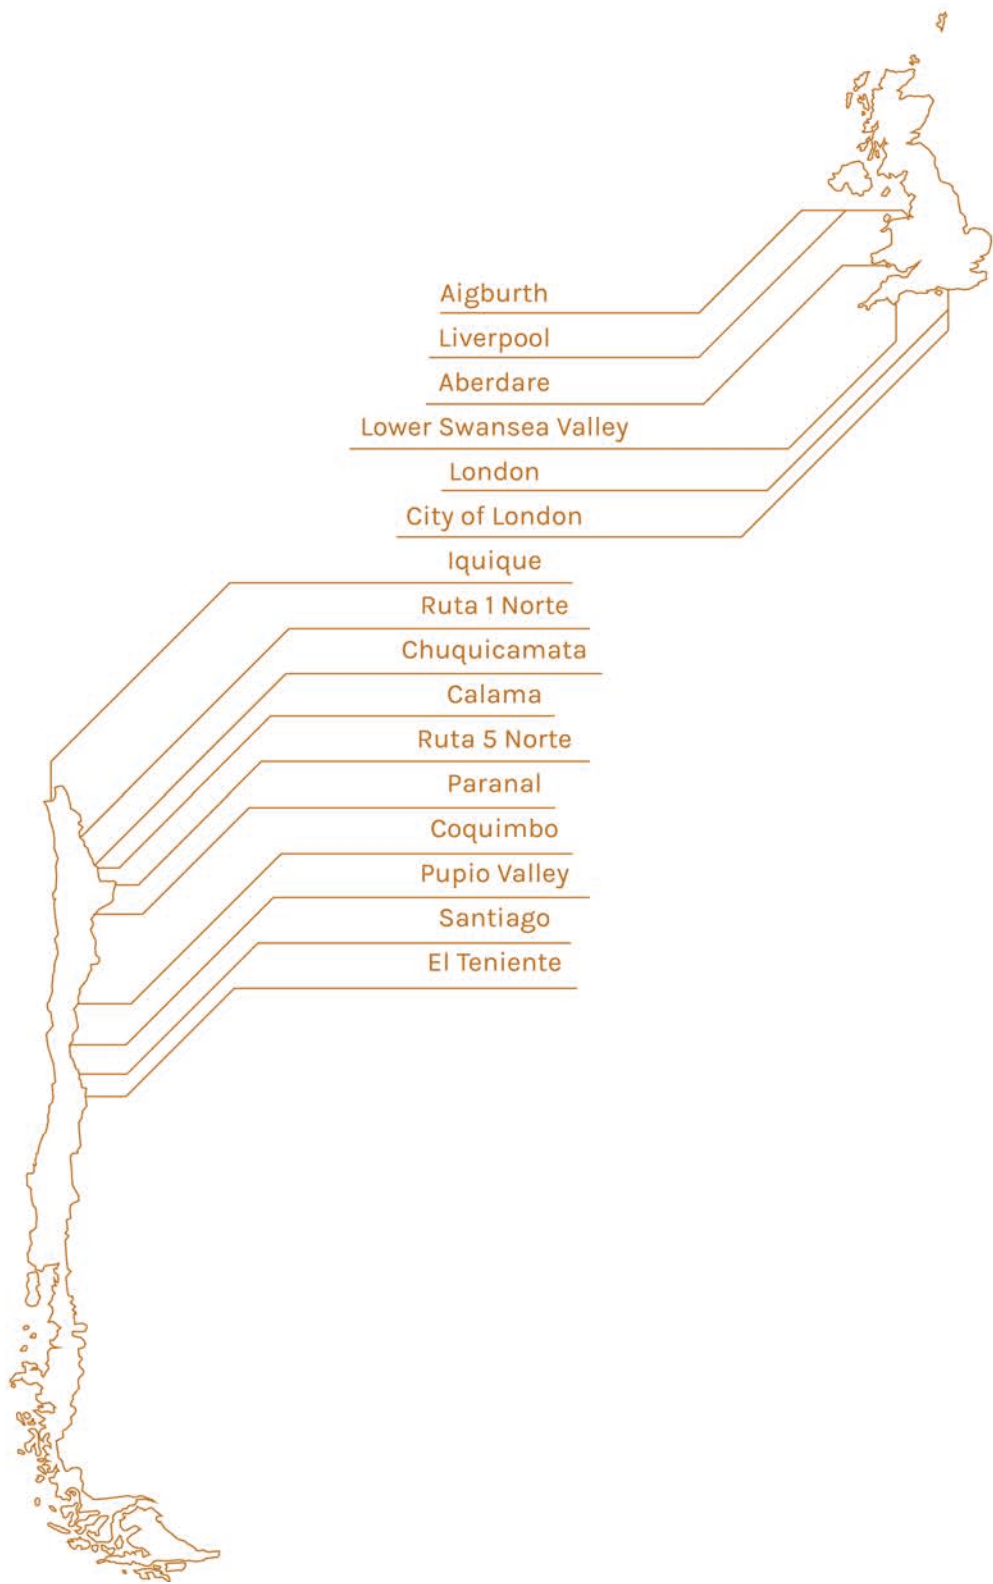 Aigburth
Liverpool
Aberdare
Lower Swansea Valley
London
City of London
Iquique
Ruta 1 Norte
Chuquicamata
Calama
Ruta 5 Norte
Paranal
Coquimbo
Pupio Valley
Santiago
El Teniente